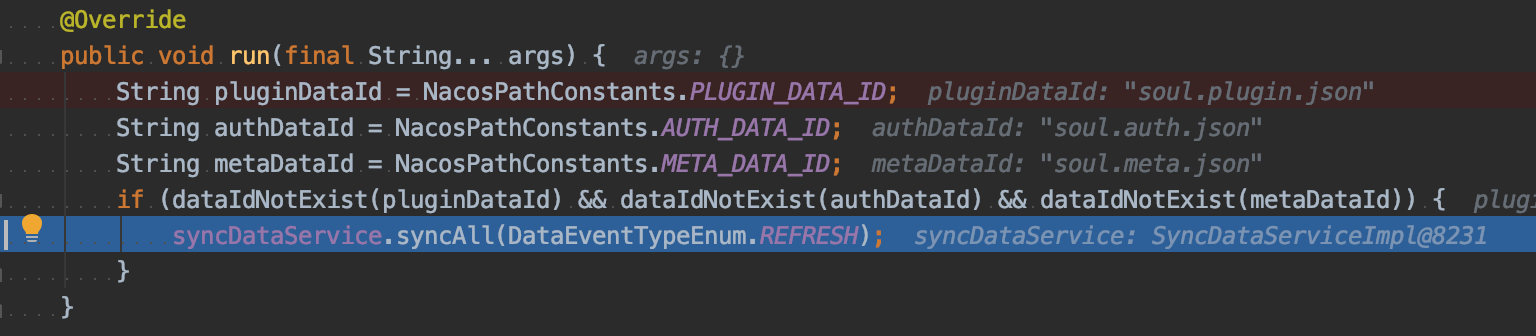 @Override
public void run(final String... args) { args: {}
String pluginDataId = NacosPathConstants.PLUGIN_DATA_ID; pluginDataId: "soul.plugin.json"
String authDataId = NacosPathConstants.AUTH_DATA_ID; authDataId: "soul.auth.json"
String metaDataId = NacosPathConstants.META_DATA_ID; metaDataId: "soul.meta.json"
if (dataIdNotExist(pluginDataId) && dataIdNotExist(authDataId) && dataIdNotExist(metaDataId)) {
syncDataService.syncAll(DataEventTypeEnum.REFRESH); syncDataService: SyncDataServiceImpl@8231
}
}